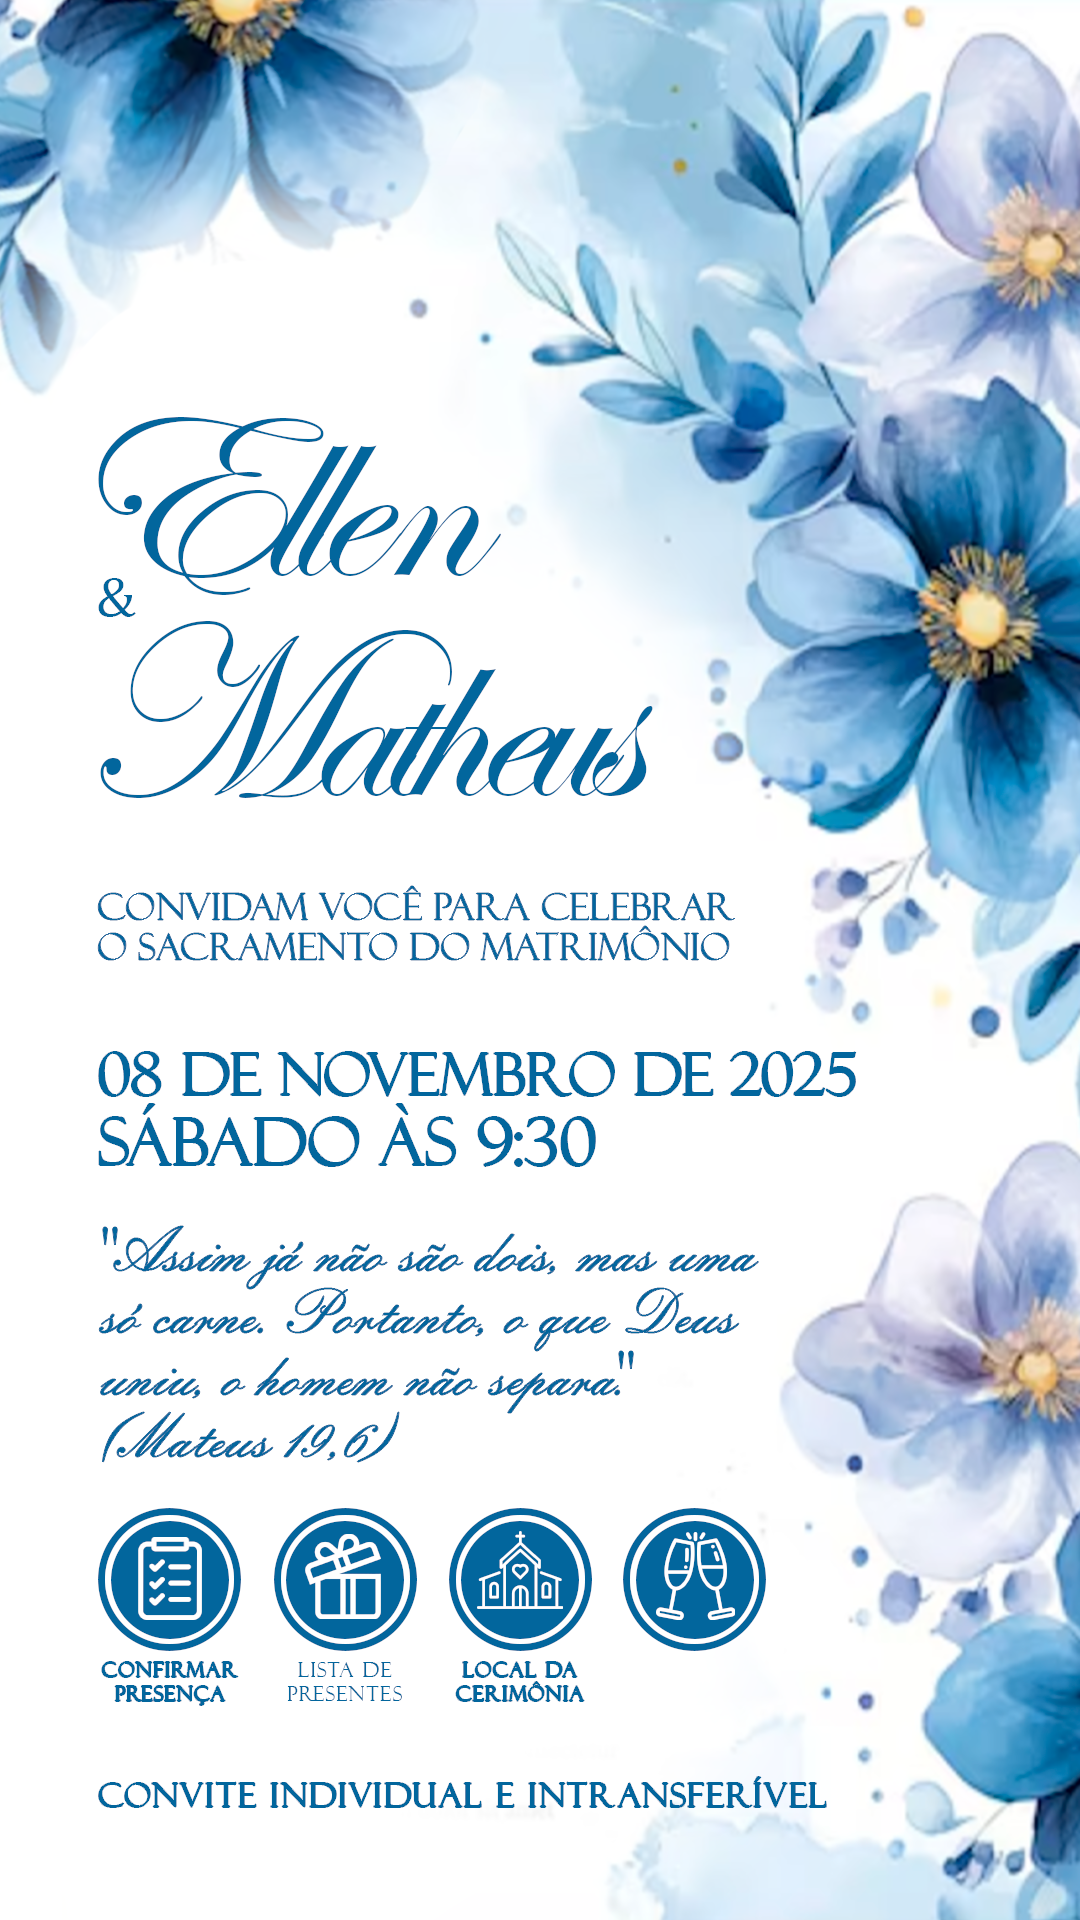 Ellen
&
Matheus
CONVIDAM VOCÊ PARA CELEBRAR
O SACRAMENTO DO MATRIMÔNIO
08 DE NOVEMBRO DE 2025
SÁBADO ÀS 9:30
"Assim já não são dois, mas uma
só carne. Portanto, o que Deus
uniu, o homem não separa."
(Mateus 19,6)
CONFIRMAR
PRESENÇA
LISTA DE
PRESENTES
LOCAL DA
CERIMÔNIA
CONVITE INDIVIDUAL E INTRANSFERÍVEL